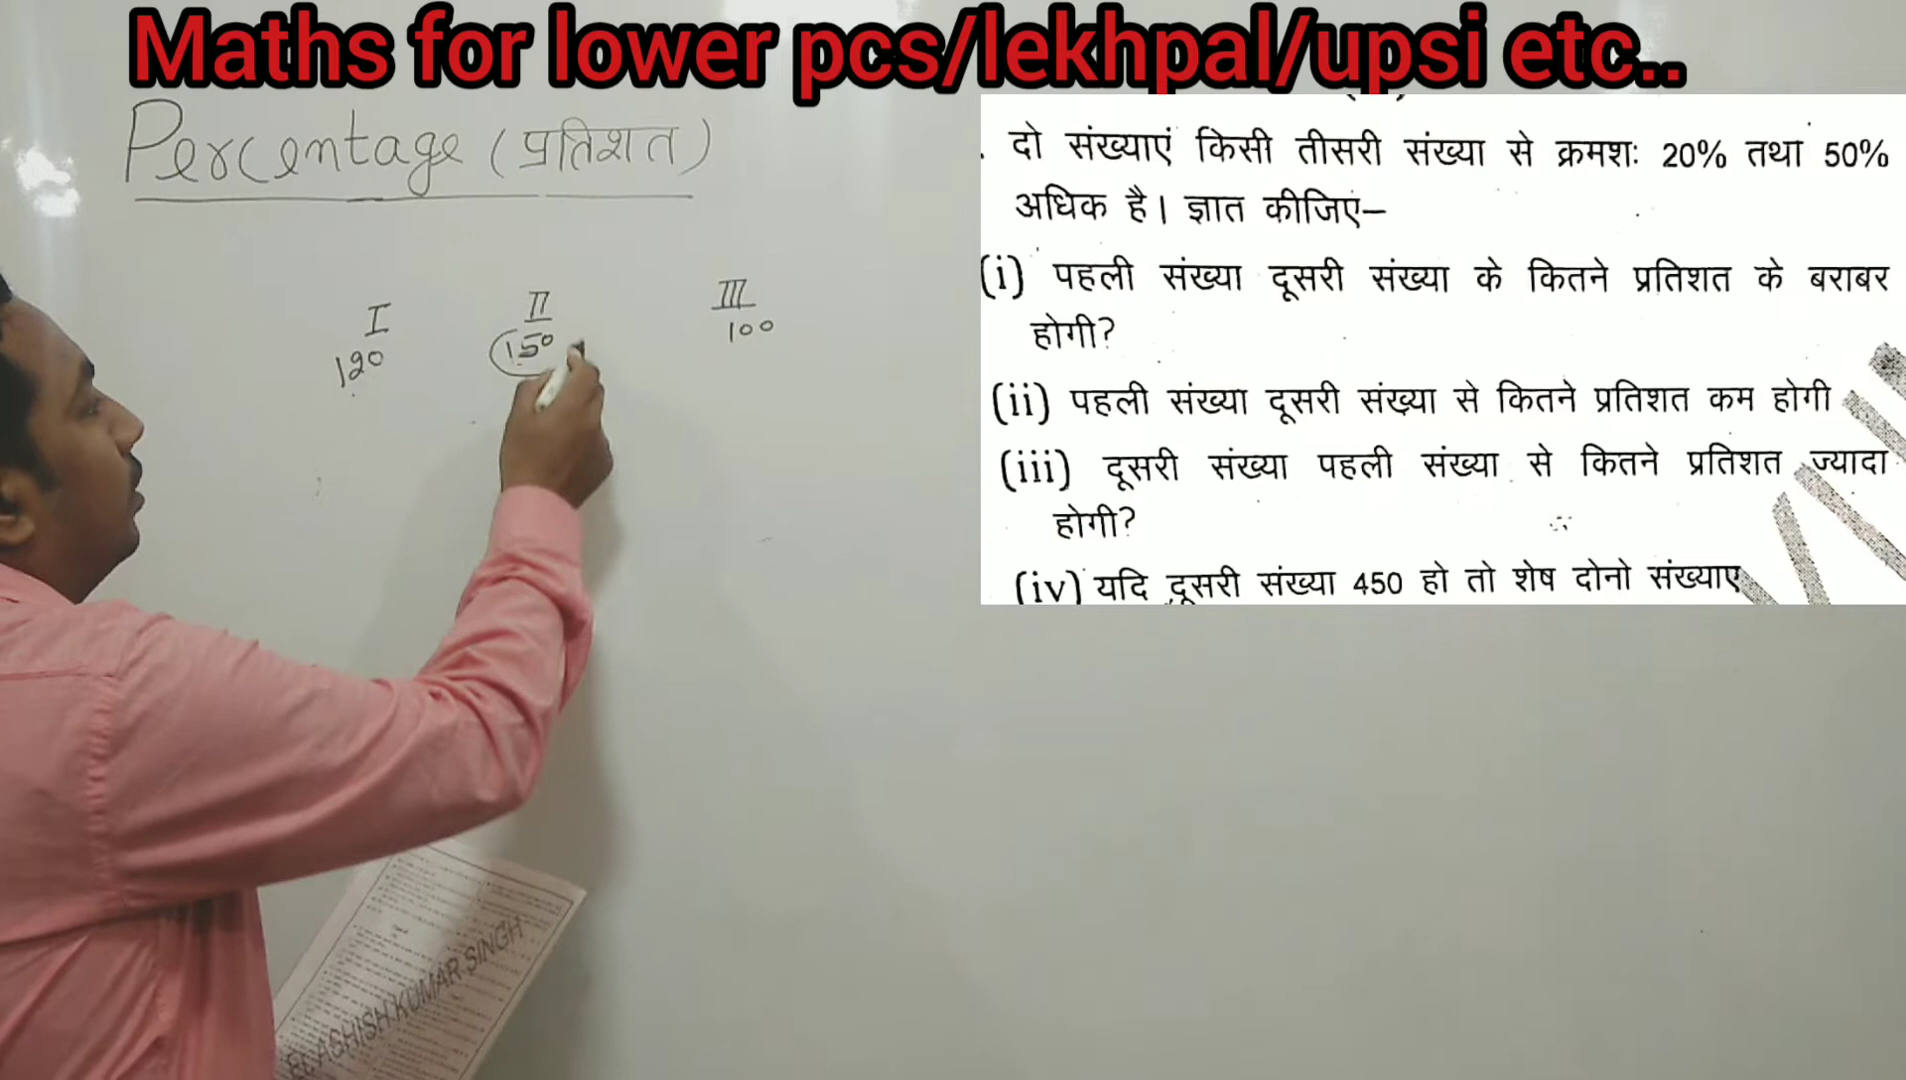 Maths for lower pcs/lekhpal/upsi etc..
Percentage (प्रतिशत)
I II III
120 150 100
दो संख्याएं किसी तीसरी संख्या से क्रमशः 20% तथा 50%
अधिक है। ज्ञात कीजिए–
(i) पहली संख्या दूसरी संख्या के कितने प्रतिशत के बराबर
होगी?
(ii) पहली संख्या दूसरी संख्या से कितने प्रतिशत कम होगी
(iii) दूसरी संख्या पहली संख्या से कितने प्रतिशत ज्यादा
होगी?
(iv) यदि दूसरी संख्या 450 हो तो शेष दोनो संख्याए
ER ASHISH KUMAR SINGH